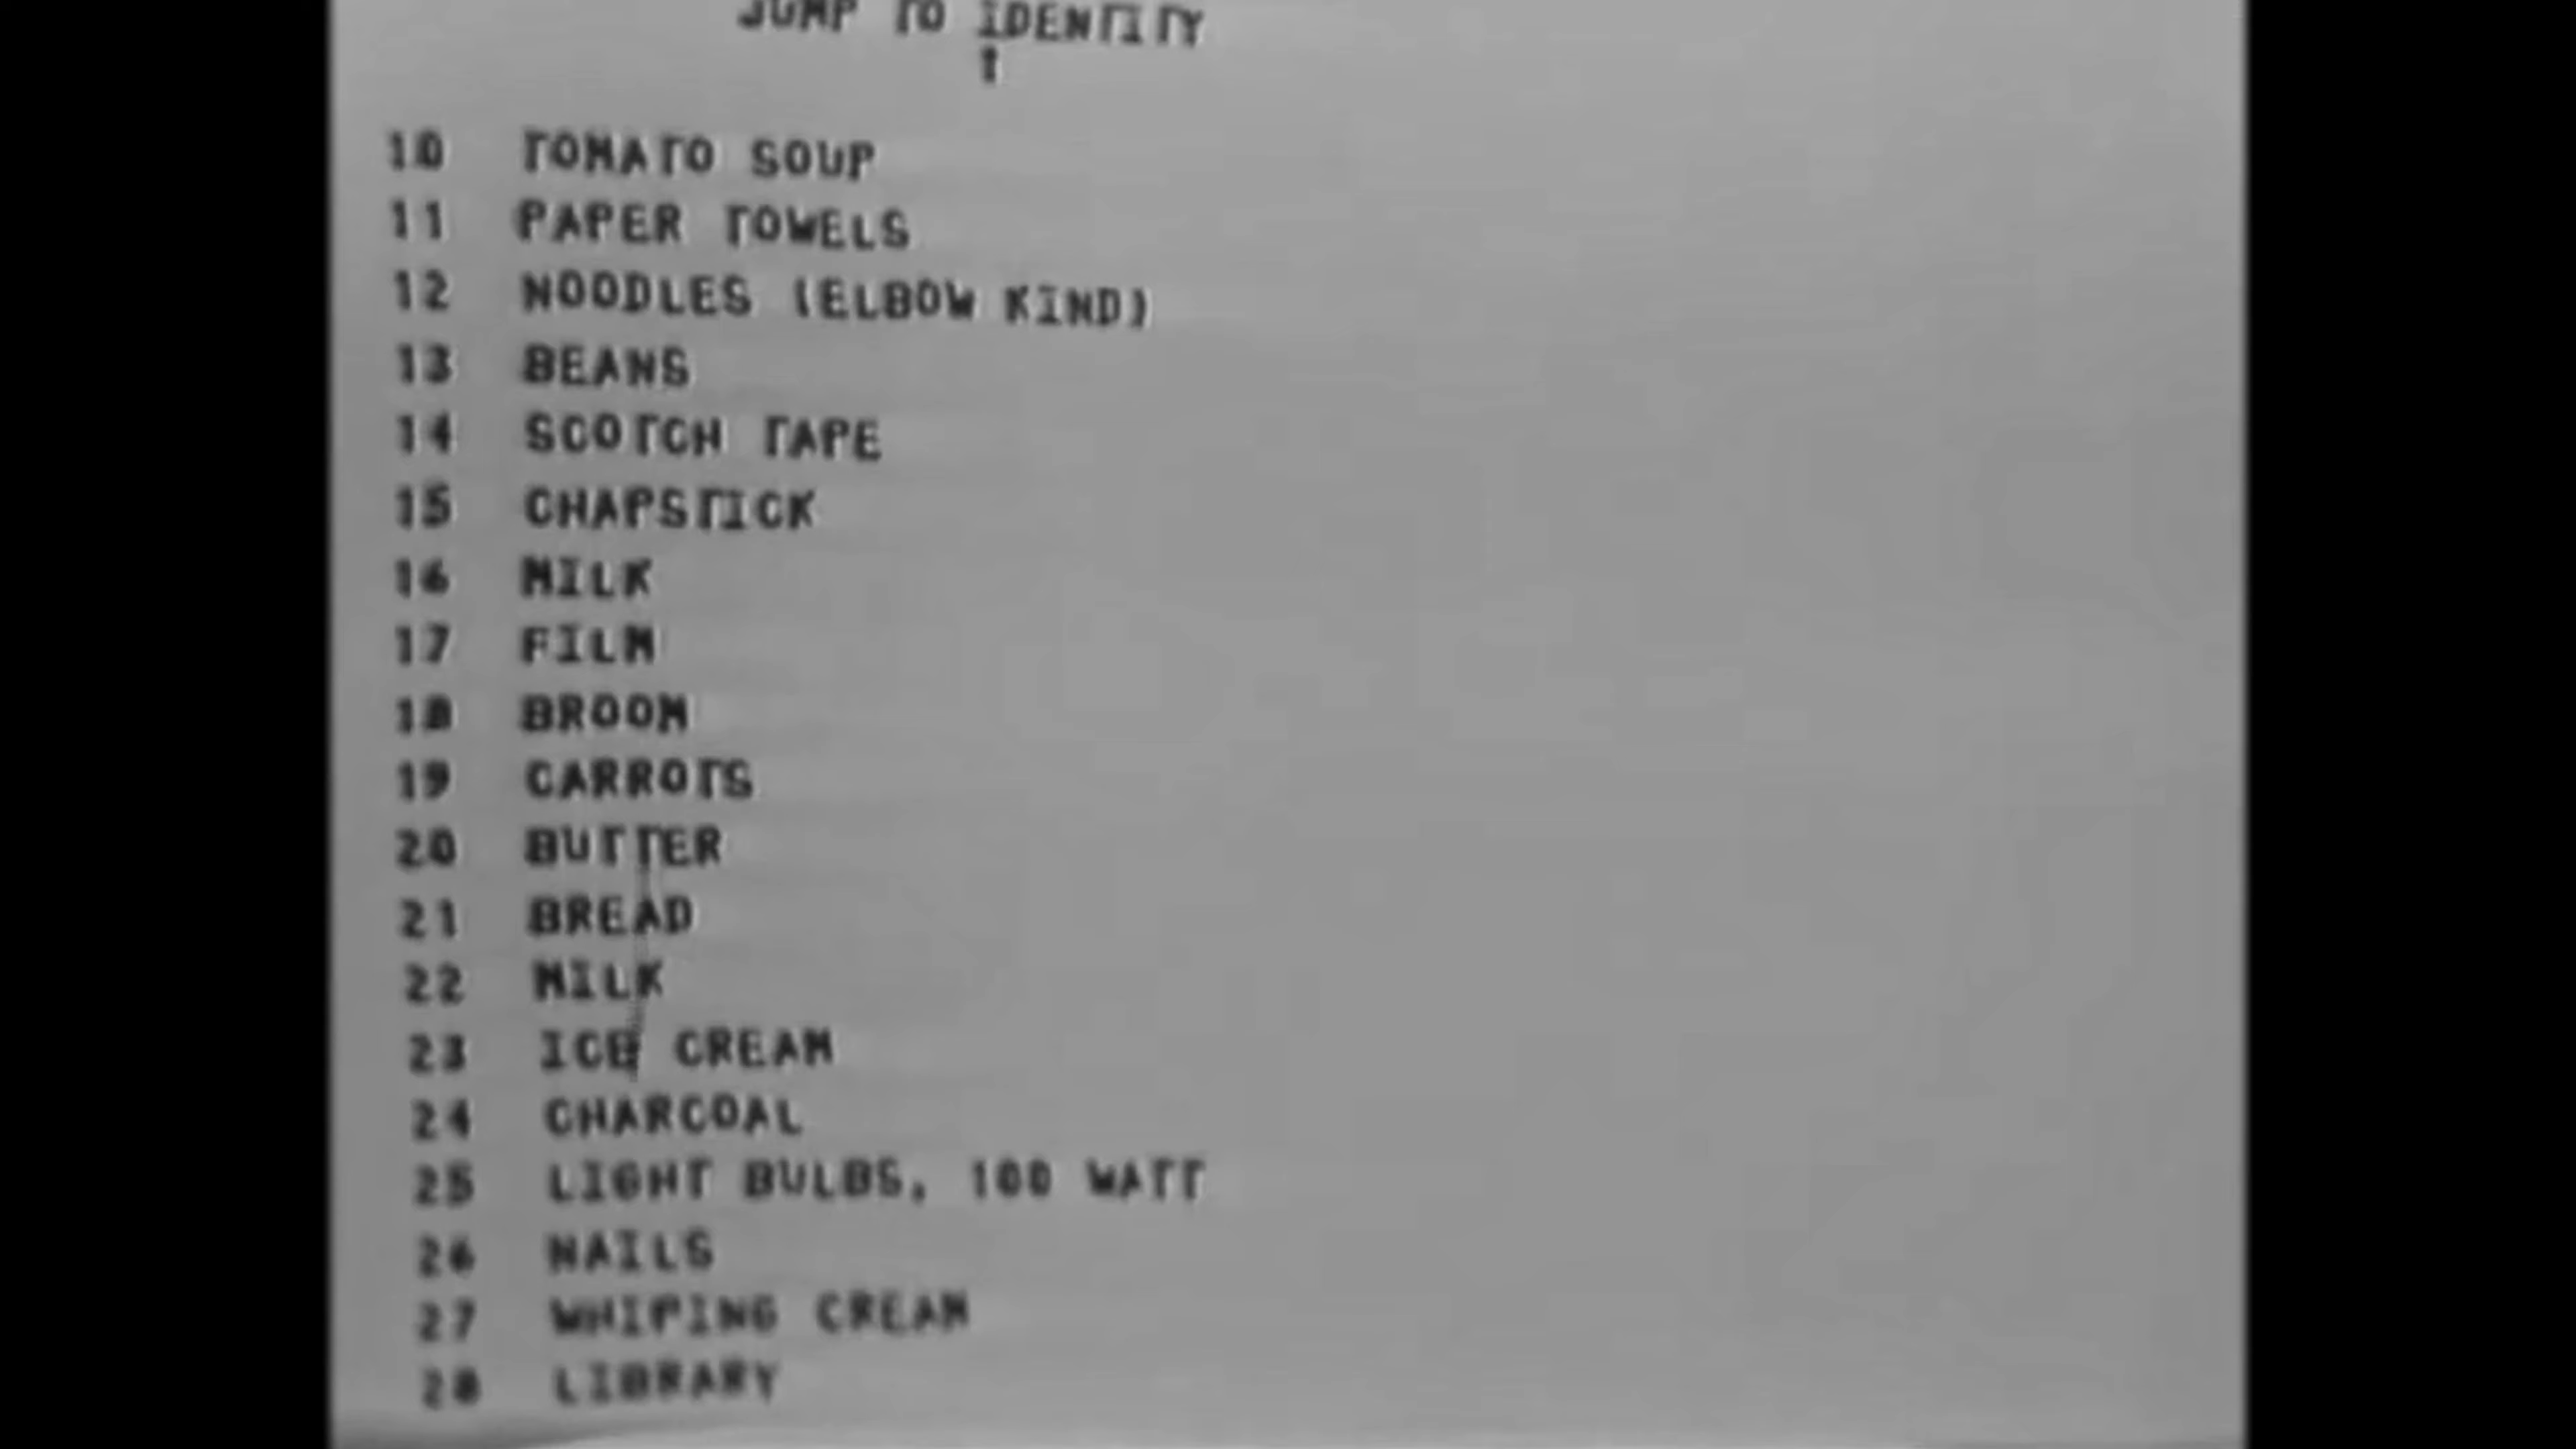 JUMP TO IDENTITY
↑
10 TOMATO SOUP
11 PAPER TOWELS
12 NOODLES (ELBOW KIND)
13 BEANS
14 SCOTCH TAPE
15 CHAPSTICK
16 MILK
17 FILM
18 BROOM
19 CARROTS
20 BUTTER
21 BREAD
22 MILK
23 ICE CREAM
24 CHARCOAL
25 LIGHT BULBS, 100 WATT
26 NAILS
27 WHIPING CREAM
28 LIBRARY